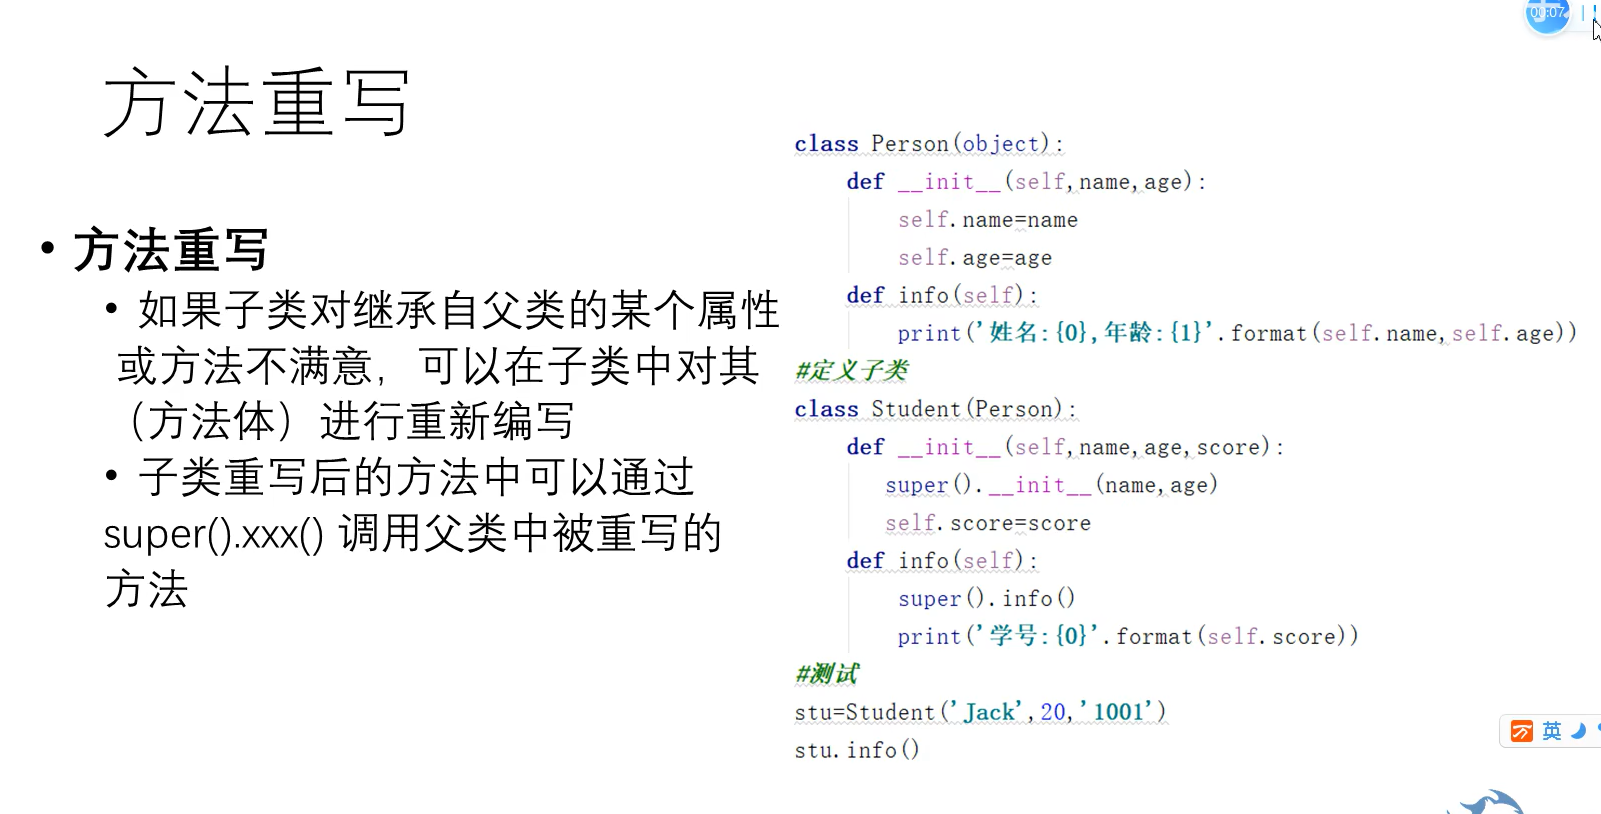 00:07
方法重写
• 方法重写
• 如果子类对继承自父类的某个属性
或方法不满意，可以在子类中对其
（方法体）进行重新编写
• 子类重写后的方法中可以通过
super().xxx() 调用父类中被重写的
方法
class Person(object):
    def __init__(self,name,age):
        self.name=name
        self.age=age
    def info(self):
        print('姓名:{0},年龄:{1}'.format(self.name,self.age))
#定义子类
class Student(Person):
    def __init__(self,name,age,score):
       super().__init__(name,age)
       self.score=score
    def info(self):
        super().info()
        print('学号:{0}'.format(self.score))
#测试
stu=Student('Jack',20,'1001')
stu.info()
英